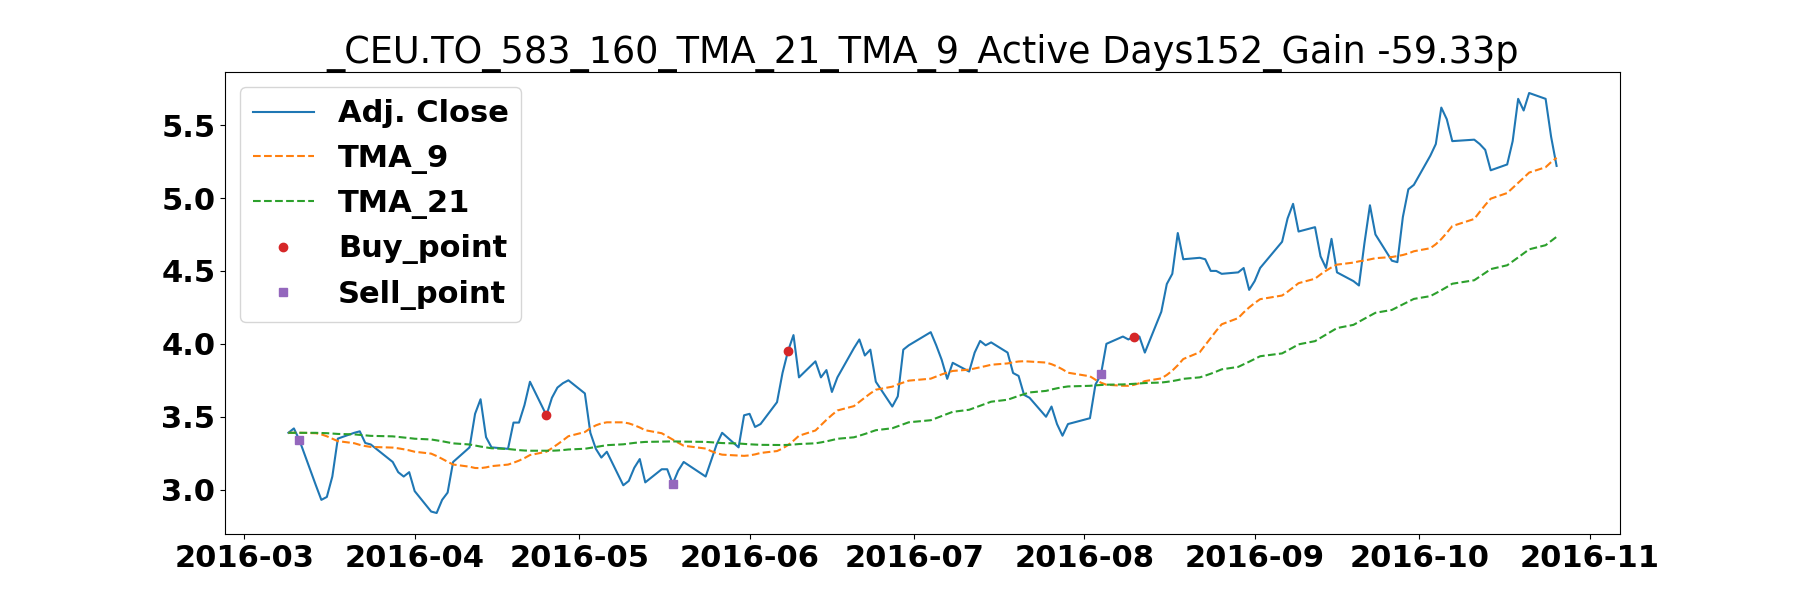 _CEU.TO_583_160_TMA_21_TMA_9_Active Days152_Gain -59.33p
Adj. Close
TMA_9
TMA_21
Buy_point
Sell_point
5.5
5.0
4.5
4.0
3.5
3.0
2016-03 2016-04 2016-05 2016-06 2016-07 2016-08 2016-09 2016-10 2016-11